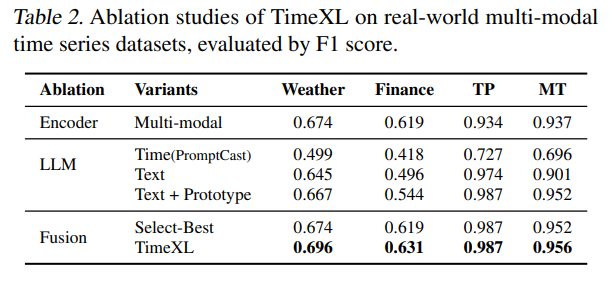 Table 2. Ablation studies of TimeXL on real-world multi-modal
time series datasets, evaluated by F1 score.
Ablation Variants Weather Finance TP MT
Encoder Multi-modal 0.674 0.619 0.934 0.937
LLM
Time(PromptCast) 0.499 0.418 0.727 0.696
Text 0.645 0.496 0.974 0.901
Text + Prototype 0.667 0.544 0.987 0.952
Fusion
Select-Best 0.674 0.619 0.987 0.952
TimeXL 0.696 0.631 0.987 0.956